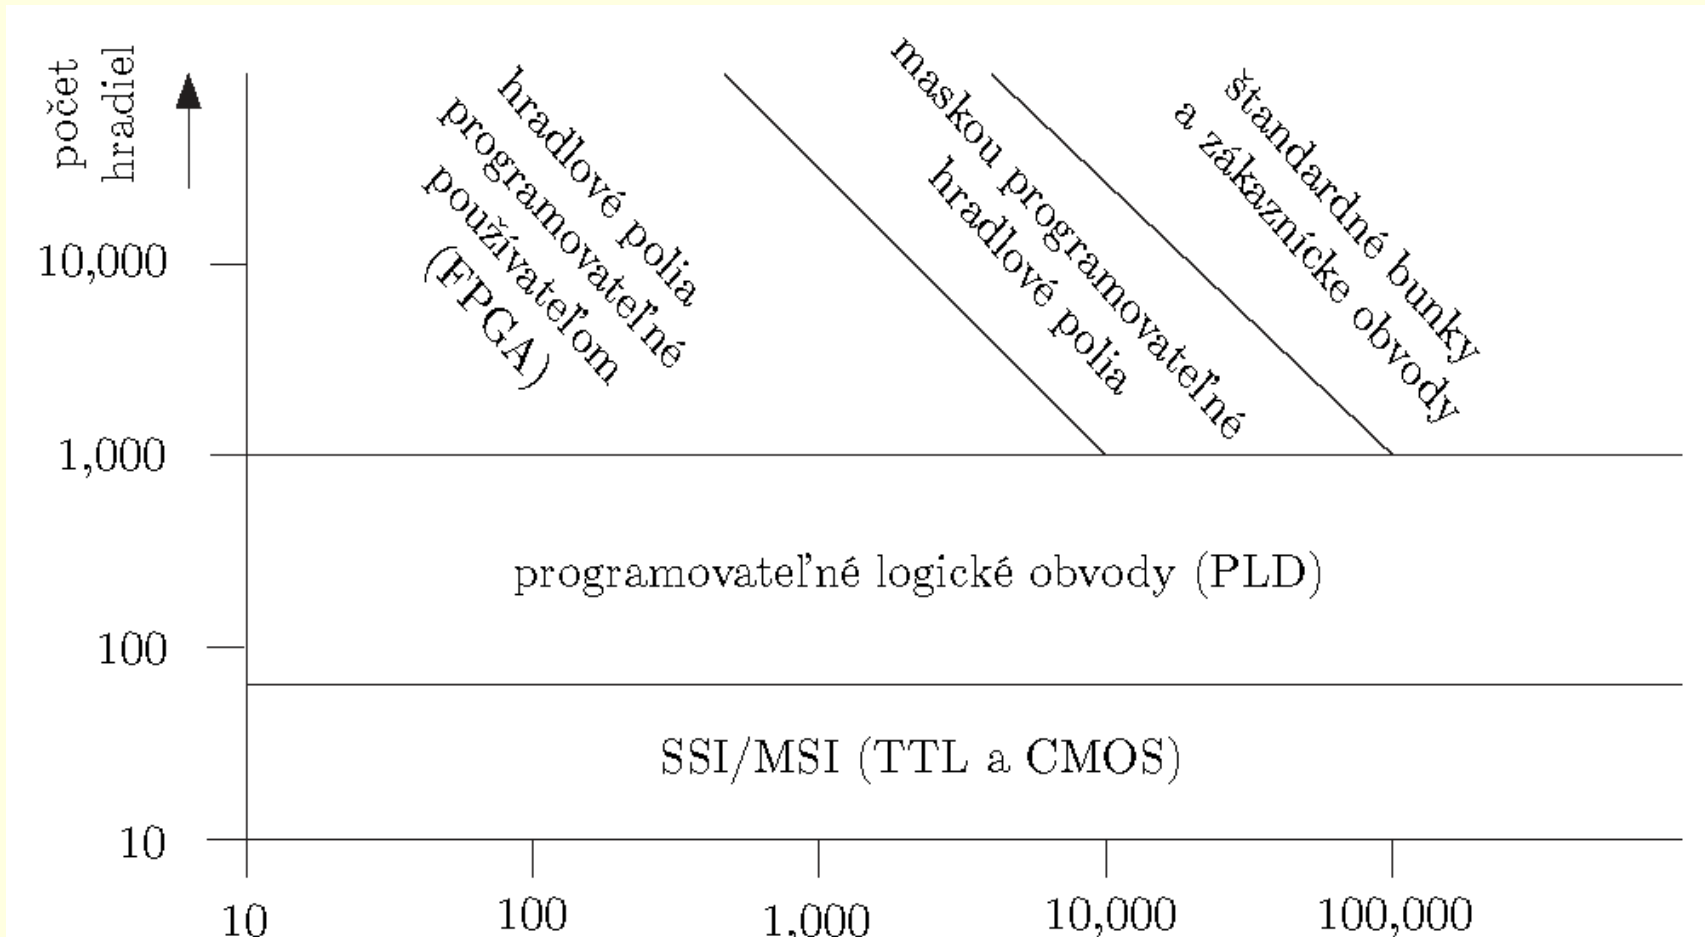 počet
hradiel
hradlové polia
programovateľné
používateľom
(FPGA)
maskou programovateľné
hradlové polia
štandardné bunky
a zákaznícke obvody
10,000
1,000
programovateľné logické obvody (PLD)
100
SSI/MSI (TTL a CMOS)
10
10 100 1,000 10,000 100,000